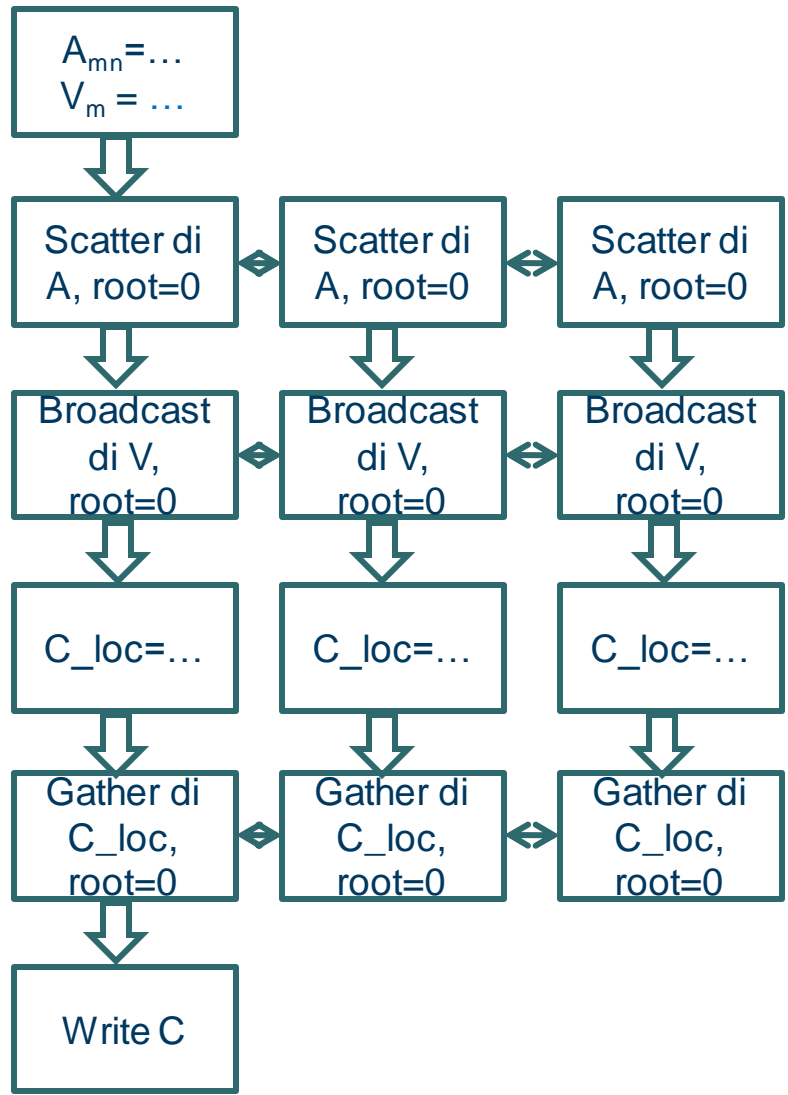 Aₘₙ=…
Vₘ = …
Scatter di
A, root=0
Scatter di
A, root=0
Scatter di
A, root=0
Broadcast
di V,
root=0
Broadcast
di V,
root=0
Broadcast
di V,
root=0
C_loc=…
C_loc=…
C_loc=…
Gather di
C_loc,
root=0
Gather di
C_loc,
root=0
Gather di
C_loc,
root=0
Write C